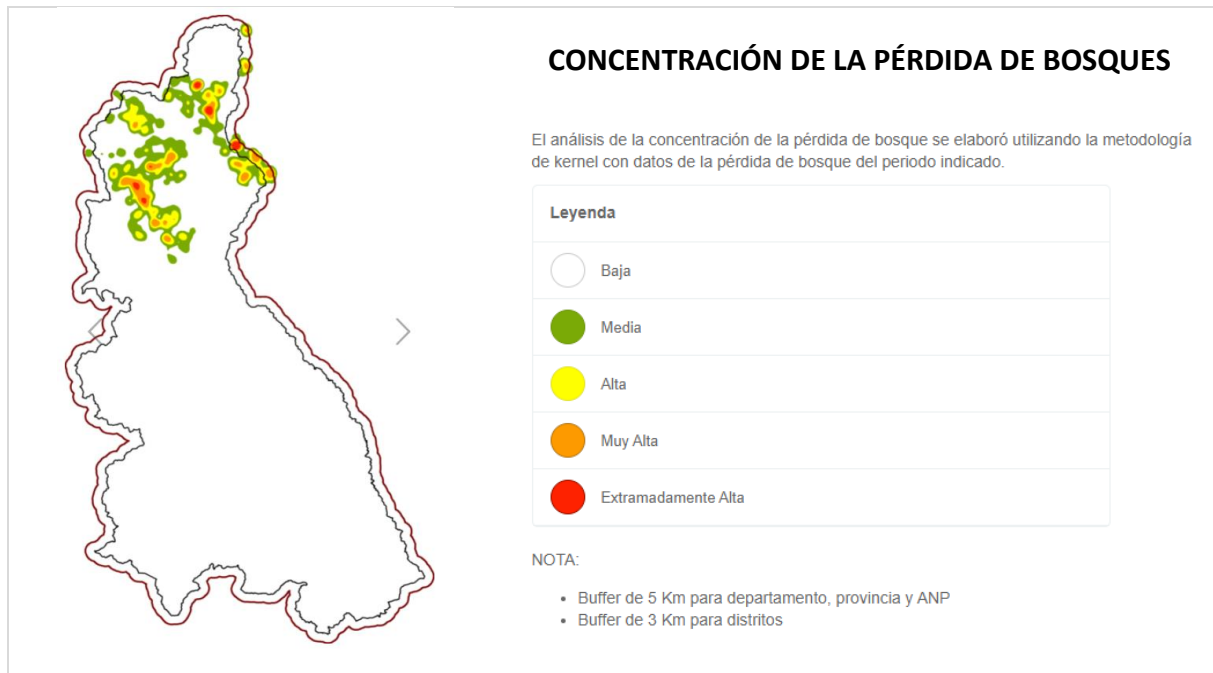 CONCENTRACIÓN DE LA PÉRDIDA DE BOSQUES
El análisis de la concentración de la pérdida de bosque se elaboró utilizando la metodología
de kernel con datos de la pérdida de bosque del periodo indicado.
Leyenda
Baja
Media
Alta
Muy Alta
Extramadamente Alta
NOTA:
• Buffer de 5 Km para departamento, provincia y ANP
• Buffer de 3 Km para distritos